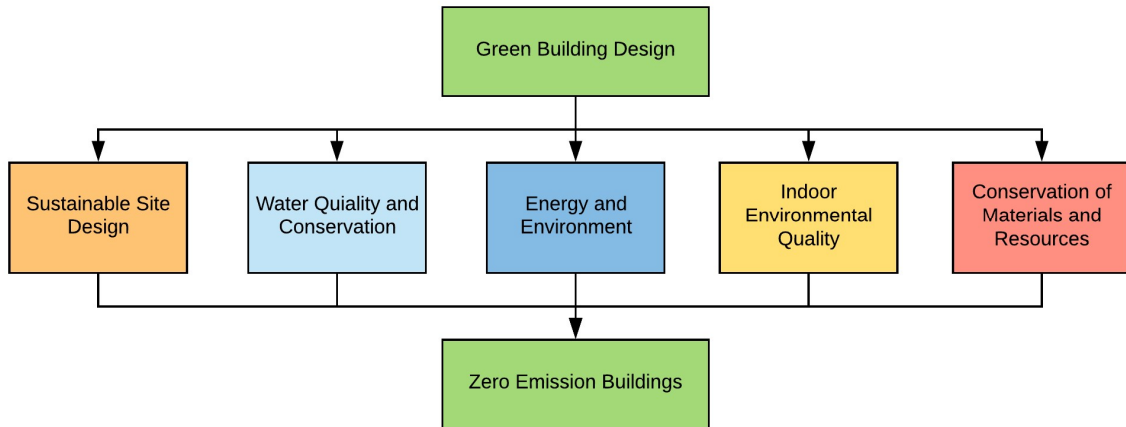 Green Building Design
Sustainable Site
Design
Water Quiality and
Conservation
Energy and
Environment
Indoor
Environmental
Quality
Conservation of
Materials and
Resources
Zero Emission Buildings